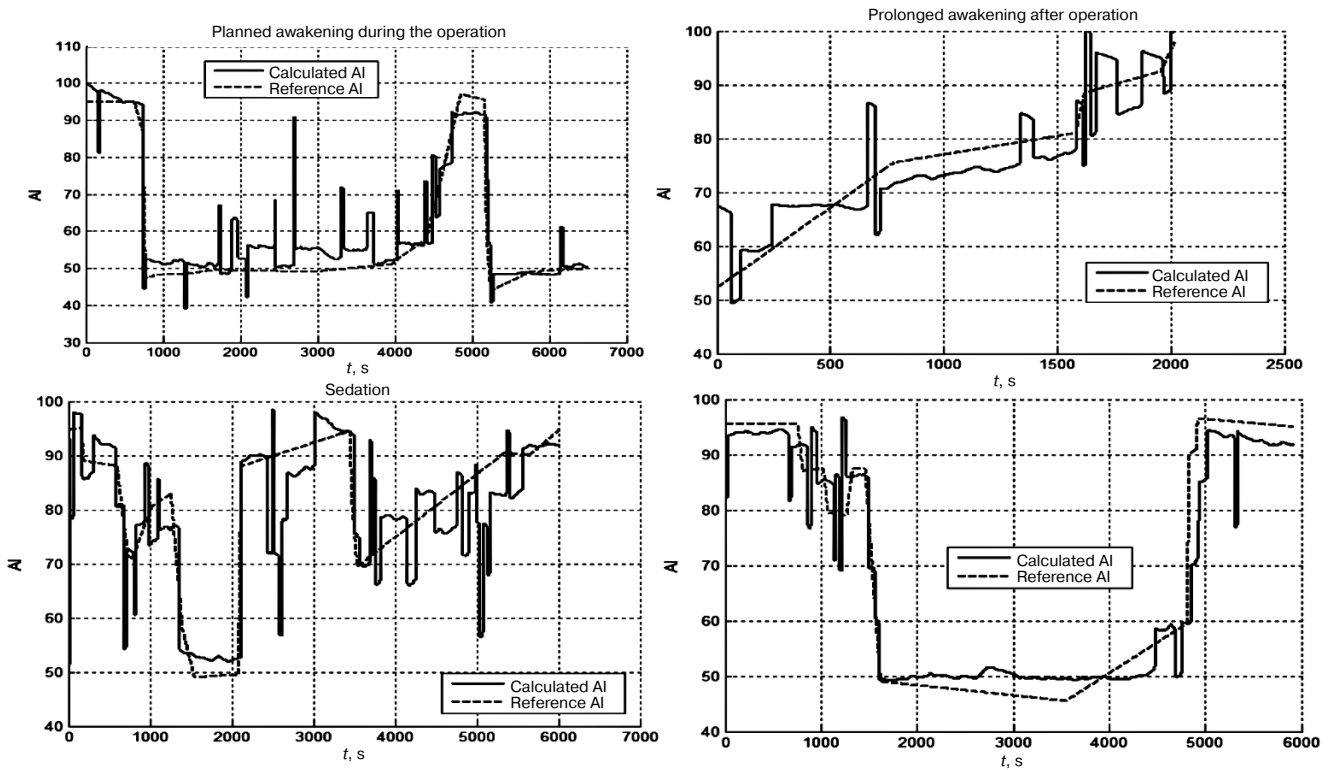 Planned awakening during the operation
110
100
90
80
70
60
50
40
30
AI
Calculated AI
Reference AI
0 1000 2000 3000 4000 5000 6000 7000
t, s
Prolonged awakening after operation
100
90
80
70
60
50
40
AI
Calculated AI
Reference AI
0 500 1000 1500 2000 2500
t, s
Sedation
100
90
80
70
60
50
40
AI
Calculated AI
Reference AI
0 1000 2000 3000 4000 5000 6000 7000
t, s
100
90
80
70
60
50
40
AI
Calculated AI
Reference AI
0 1000 2000 3000 4000 5000 6000
t, s